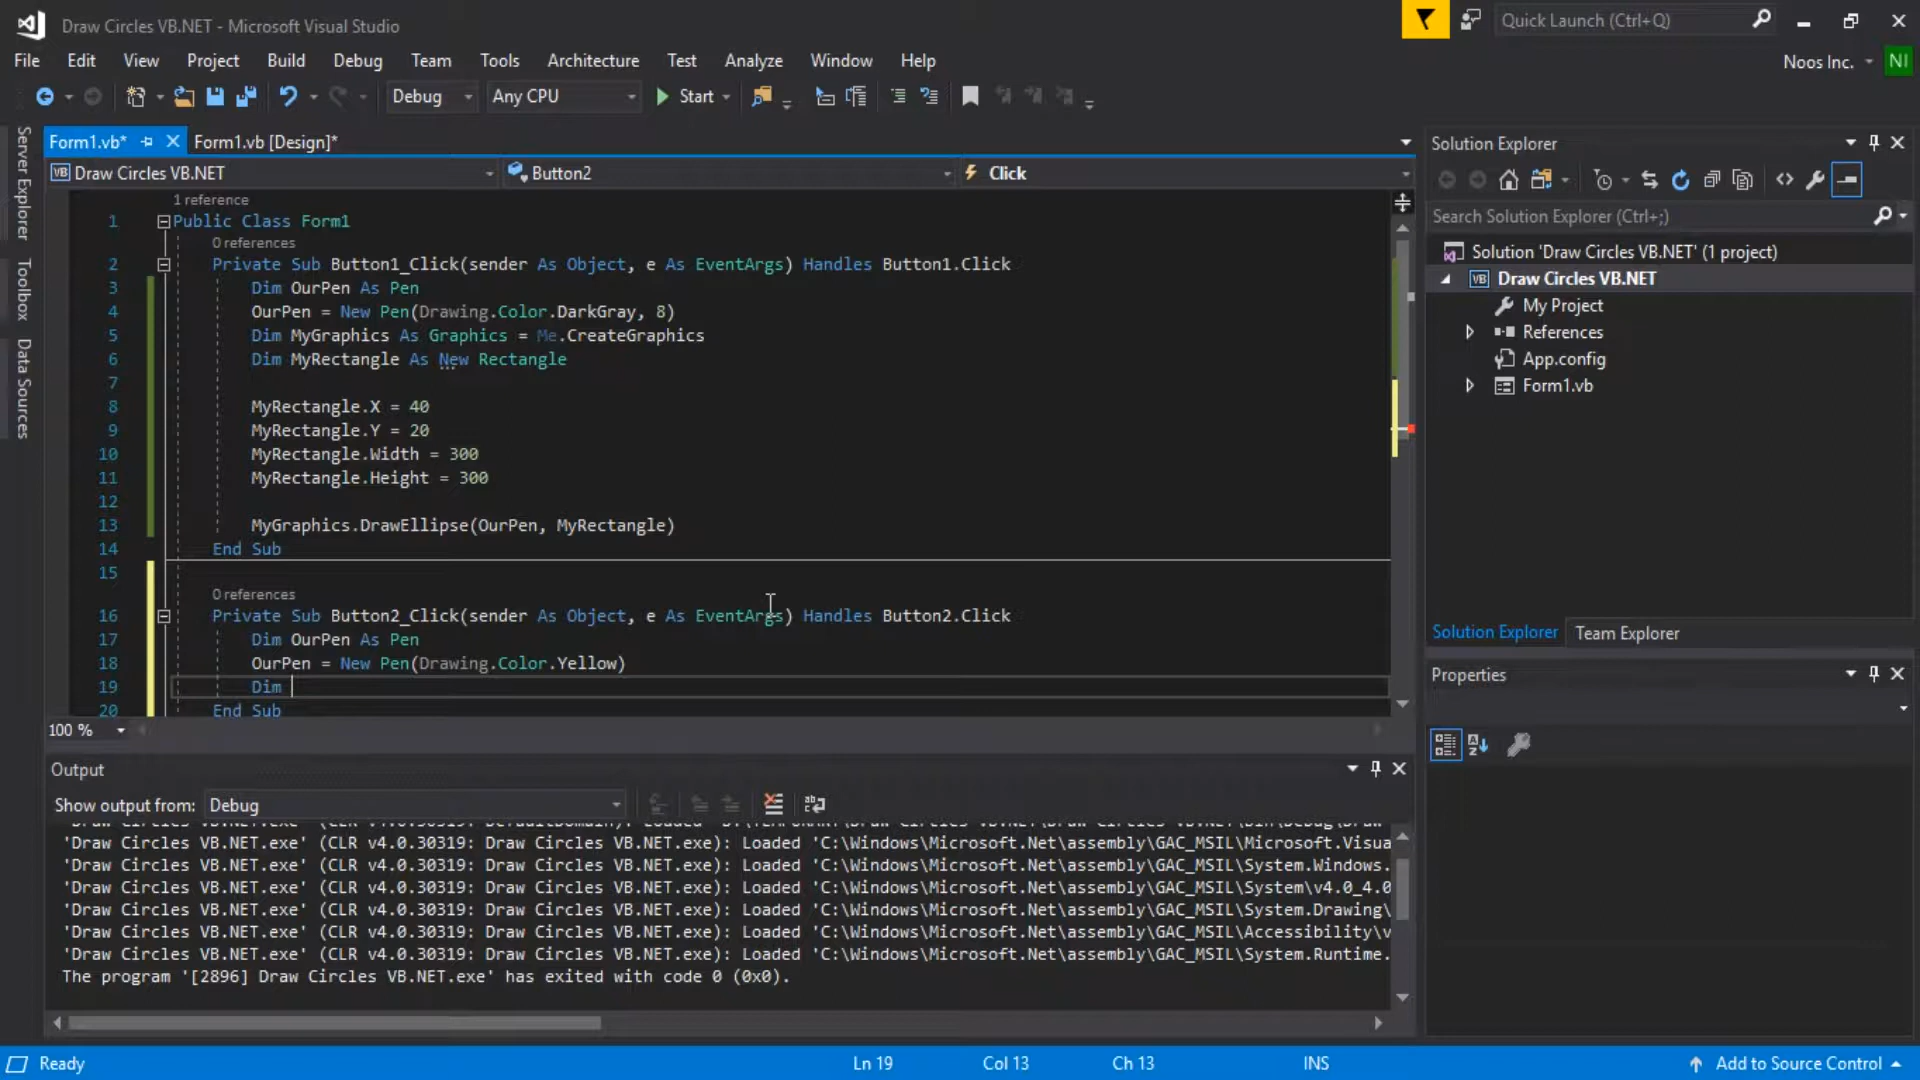 Draw Circles VB.NET - Microsoft Visual Studio
Quick Launch (Ctrl+Q)
File Edit View Project Build Debug Team Tools Architecture Test Analyze Window Help
Noos Inc. NI
Debug Any CPU Start
Server Explorer
Toolbox
Data Sources
Form1.vb* Form1.vb [Design]*
VB Draw Circles VB.NET Button2 Click
1 reference
1 Public Class Form1
0 references
2 Private Sub Button1_Click(sender As Object, e As EventArgs) Handles Button1.Click
3 Dim OurPen As Pen
4 OurPen = New Pen(Drawing.Color.DarkGray, 8)
5 Dim MyGraphics As Graphics = Me.CreateGraphics
6 Dim MyRectangle As New Rectangle
7
8 MyRectangle.X = 40
9 MyRectangle.Y = 20
10 MyRectangle.Width = 300
11 MyRectangle.Height = 300
12
13 MyGraphics.DrawEllipse(OurPen, MyRectangle)
14 End Sub
15
0 references
16 Private Sub Button2_Click(sender As Object, e As EventArgs) Handles Button2.Click
17 Dim OurPen As Pen
18 OurPen = New Pen(Drawing.Color.Yellow)
19 Dim
20 End Sub
100 %
Output
Show output from: Debug
'Draw Circles VB.NET.exe' (CLR v4.0.30319: Draw Circles VB.NET.exe): Loaded 'C:\Windows\Microsoft.Net\assembly\GAC_MSIL\Microsoft.Visua
'Draw Circles VB.NET.exe' (CLR v4.0.30319: Draw Circles VB.NET.exe): Loaded 'C:\Windows\Microsoft.Net\assembly\GAC_MSIL\System.Windows.
'Draw Circles VB.NET.exe' (CLR v4.0.30319: Draw Circles VB.NET.exe): Loaded 'C:\Windows\Microsoft.Net\assembly\GAC_MSIL\System\v4.0_4.0
'Draw Circles VB.NET.exe' (CLR v4.0.30319: Draw Circles VB.NET.exe): Loaded 'C:\Windows\Microsoft.Net\assembly\GAC_MSIL\System.Drawing\
'Draw Circles VB.NET.exe' (CLR v4.0.30319: Draw Circles VB.NET.exe): Loaded 'C:\Windows\Microsoft.Net\assembly\GAC_MSIL\Accessibility\v
'Draw Circles VB.NET.exe' (CLR v4.0.30319: Draw Circles VB.NET.exe): Loaded 'C:\Windows\Microsoft.Net\assembly\GAC_MSIL\System.Runtime.
The program '[2896] Draw Circles VB.NET.exe' has exited with code 0 (0x0).
Solution Explorer
Search Solution Explorer (Ctrl+;)
Solution 'Draw Circles VB.NET' (1 project)
VB Draw Circles VB.NET
My Project
References
App.config
Form1.vb
Solution Explorer Team Explorer
Properties
Ready Ln 19 Col 13 Ch 13 INS Add to Source Control